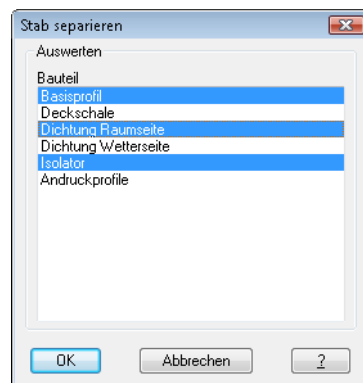 Stab separieren
Auswerten
Bauteil
Basisprofil
Deckschale
Dichtung Raumseite
Dichtung Wetterseite
Isolator
Andruckprofile
OK
Abbrechen
?